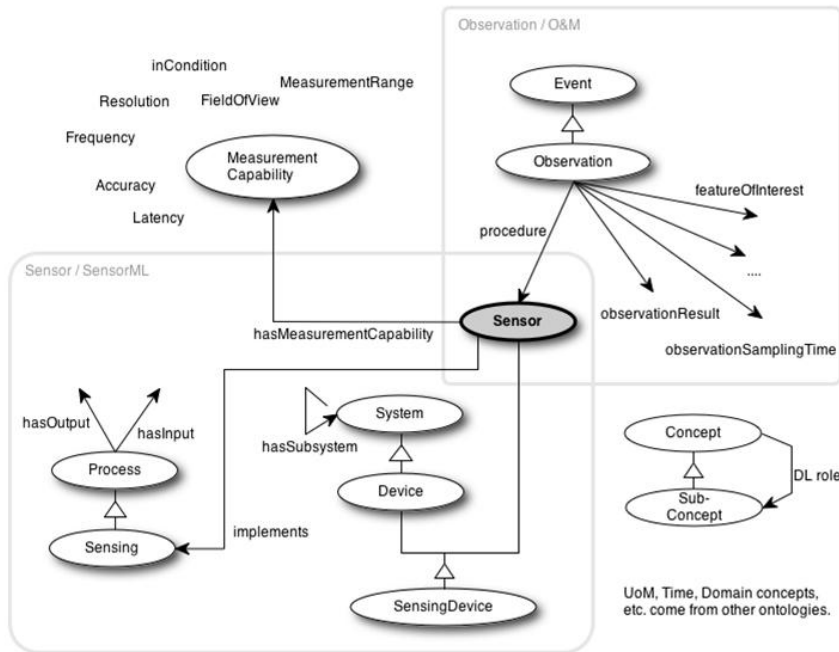 Observation / O&M
inCondition
MeasurementRange
Event
Resolution
FieldOfView
Frequency
Measurement
Capability
Observation
Accuracy
featureOfInterest
Latency
procedure
....
Sensor / SensorML
observationResult
Sensor
hasMeasurementCapability
observationSamplingTime
hasOutput
hasInput
System
hasSubsystem
Concept
Process
DL role
Device
Sub-
Concept
implements
Sensing
SensingDevice
UoM, Time, Domain concepts,
etc. come from other ontologies.